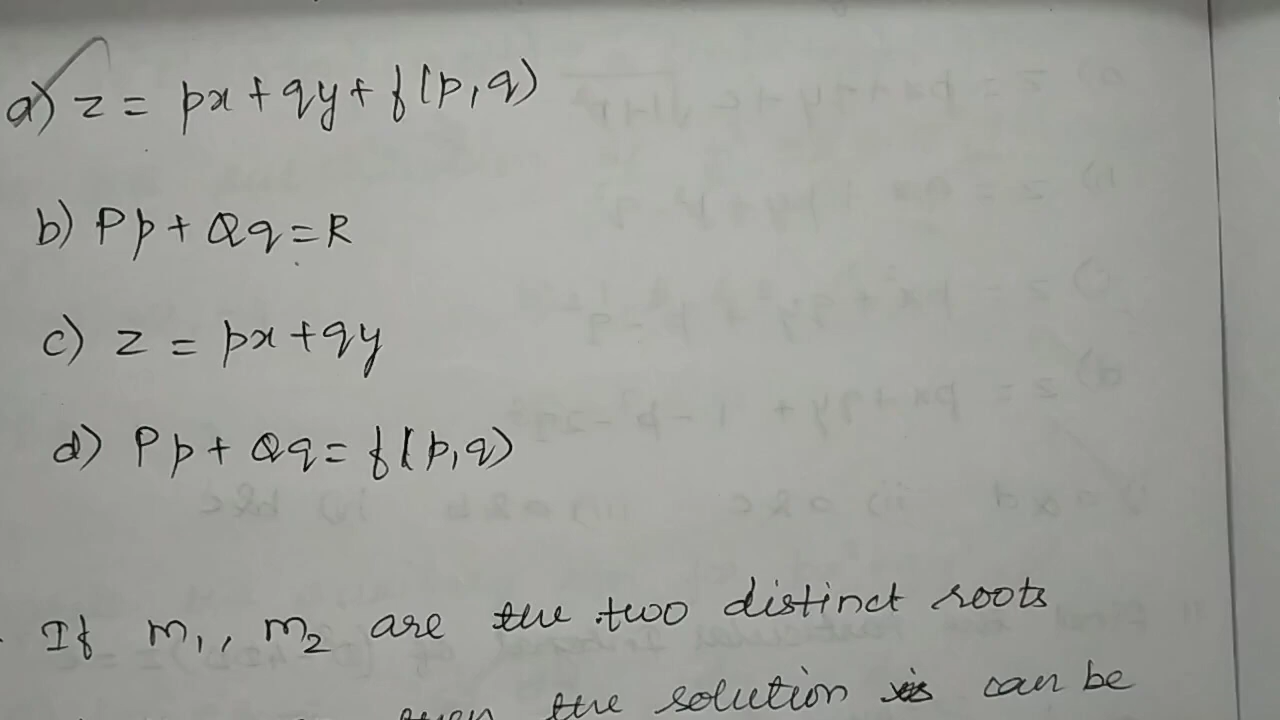 a) z = px + qy + f(p,q)
b) Pp + Qq = R
c) z = px + qy
d) Pp + Qq = f(p,q)
If m₁, m₂ are the two distinct roots
the solution is can be